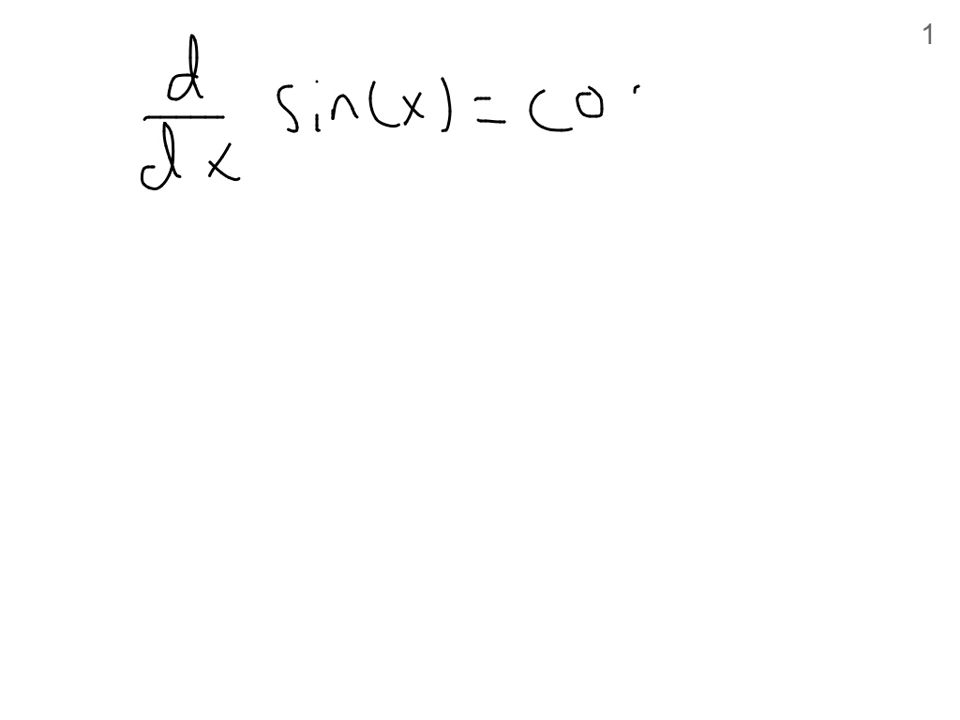 1
d/dx sin(x) = co